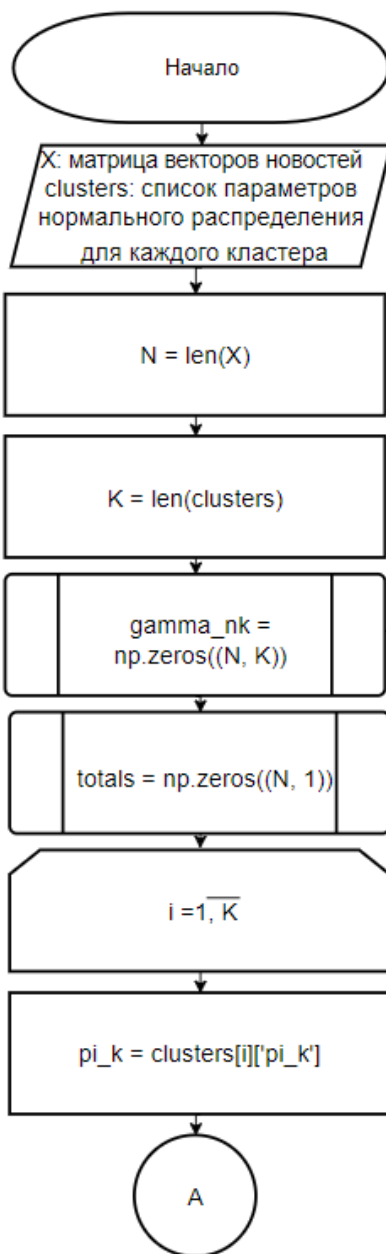 Начало
X: матрица векторов новостей
clusters: список параметров
нормального распределения
для каждого кластера
N = len(X)
K = len(clusters)
gamma_nk =
np.zeros((N, K))
totals = np.zeros((N, 1))
i =1, K
pi_k = clusters[i]['pi_k']
A